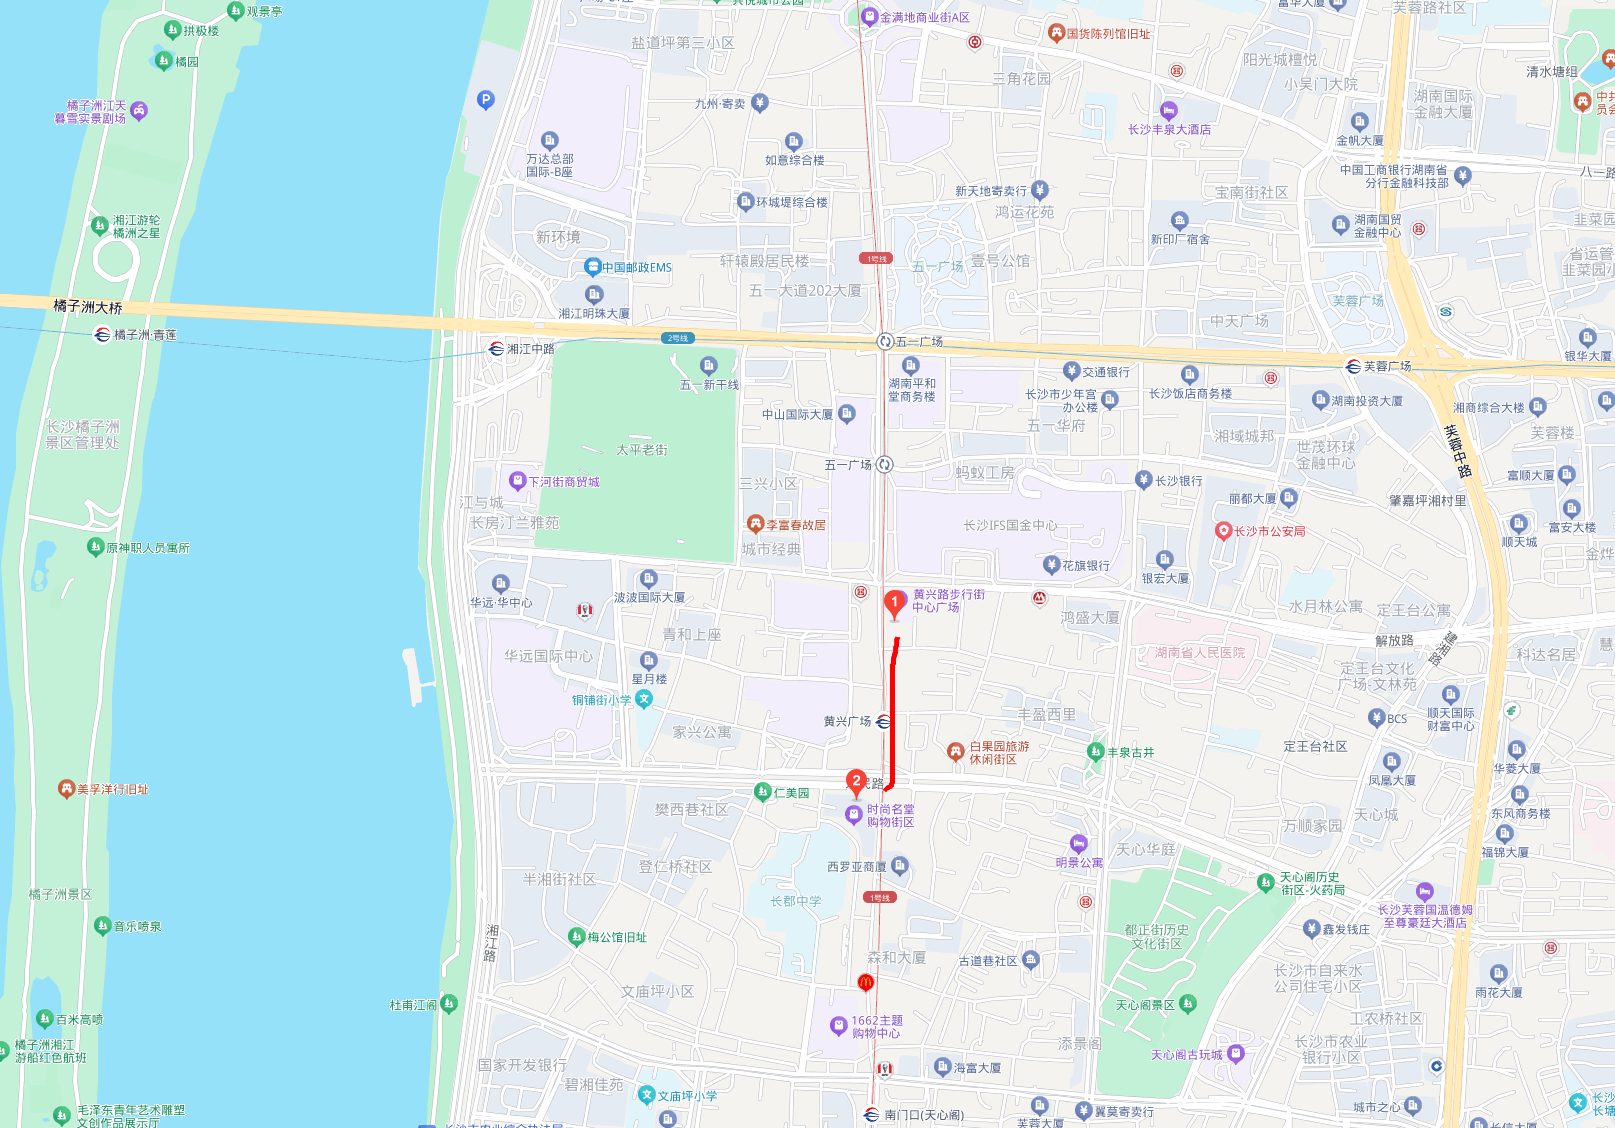 观景亭
拱极楼
橘园
橘子洲江天
暮雪实景剧场
湘江游轮
橘洲之星
橘子洲大桥
橘子洲·青莲
长沙橘子洲
景区管理处
原神职人员寓所
美孚洋行旧址
橘子洲景区
音乐喷泉
百米高喷
橘子洲湘江
游船红色航班
毛泽东青年艺术雕塑
文创作品展示厅
杜甫江阁
湘江路
P
盐道坪第三小区
金满地商业街A区
国货陈列馆旧址
三角花园
阳光城檀悦
小吴门大院
芙蓉路社区
清水塘组
湖南国际
金融大厦
九州·寄卖
长沙丰泉大酒店
金帆大厦
万达总部
国际-B座
如意综合楼
中国工商银行湖南省
分行金融科技部
八一路
新天地寄卖行
鸿运花苑
宝南街社区
环城堤综合楼
新印厂宿舍
湖南国贸
金融中心
韭菜园
新环境
中国邮政EMS
轩辕殿居民楼
1号线
五一广场
壹号公馆
省运管
韭菜园小
湘江明珠大厦
五一大道202大厦
芙蓉广场
中天广场
2号线
湘江中路
五一广场
芙蓉广场
银华大厦
五一新干线
湖南平和
堂商务楼
交通银行
长沙市少年宫
办公楼
长沙饭店商务楼
湖南投资大厦
湘商综合大楼
中山国际大厦
五一华府
湘域城邦
世茂环球
金融中心
芙蓉中路
芙蓉楼
太平老街
五一广场
蚂蚁工房
长沙银行
富顺大厦
下河街商贸城
三兴小区
丽都大厦
肇嘉坪湘村里
江与城
长房汀兰雅苑
李富春故居
城市经典
长沙IFS国金中心
长沙市公安局
顺天城
富安大楼
花旗银行
银宏大厦
金烨
华远·华中心
波波国际大厦
黄兴路步行街
中心广场
1
鸿盛大厦
水月林公寓
定王台公寓
青和上座
解放路
建湘路
华远国际中心
湖南省人民医院
科达名居
慧
星月楼
定王台文化
广场-文林苑
铜铺街小学
黄兴广场
丰盈西里
BCS
顺天国际
财富中心
家兴公寓
白果园旅游
休闲街区
丰泉古井
定王台社区
华菱大厦
凤凰大厦
2
仁美园
樊西巷社区
时尚名堂
购物街区
万顺家园
天心城
东风商务楼
明景公寓
天心华庭
福锦大厦
登仁桥社区
西罗亚商厦
半湘街社区
1号线
长郡中学
天心阁历史
街区-火药局
长沙芙蓉国温德姆
至尊豪廷大酒店
梅公馆旧址
都正街历史
文化街区
鑫发钱庄
森和大厦
古道巷社区
长沙市自来水
公司住宅小区
文庙坪小区
雨花大厦
天心阁景区
1662主题
购物中心
工农桥社区
添景阁
长沙市农业
银行小区
天心阁古玩城
国家开发银行
碧湘佳苑
海富大厦
文庙坪小学
南门口(天心阁)
芙蓉大厦
冀莫寄卖行
城市之心